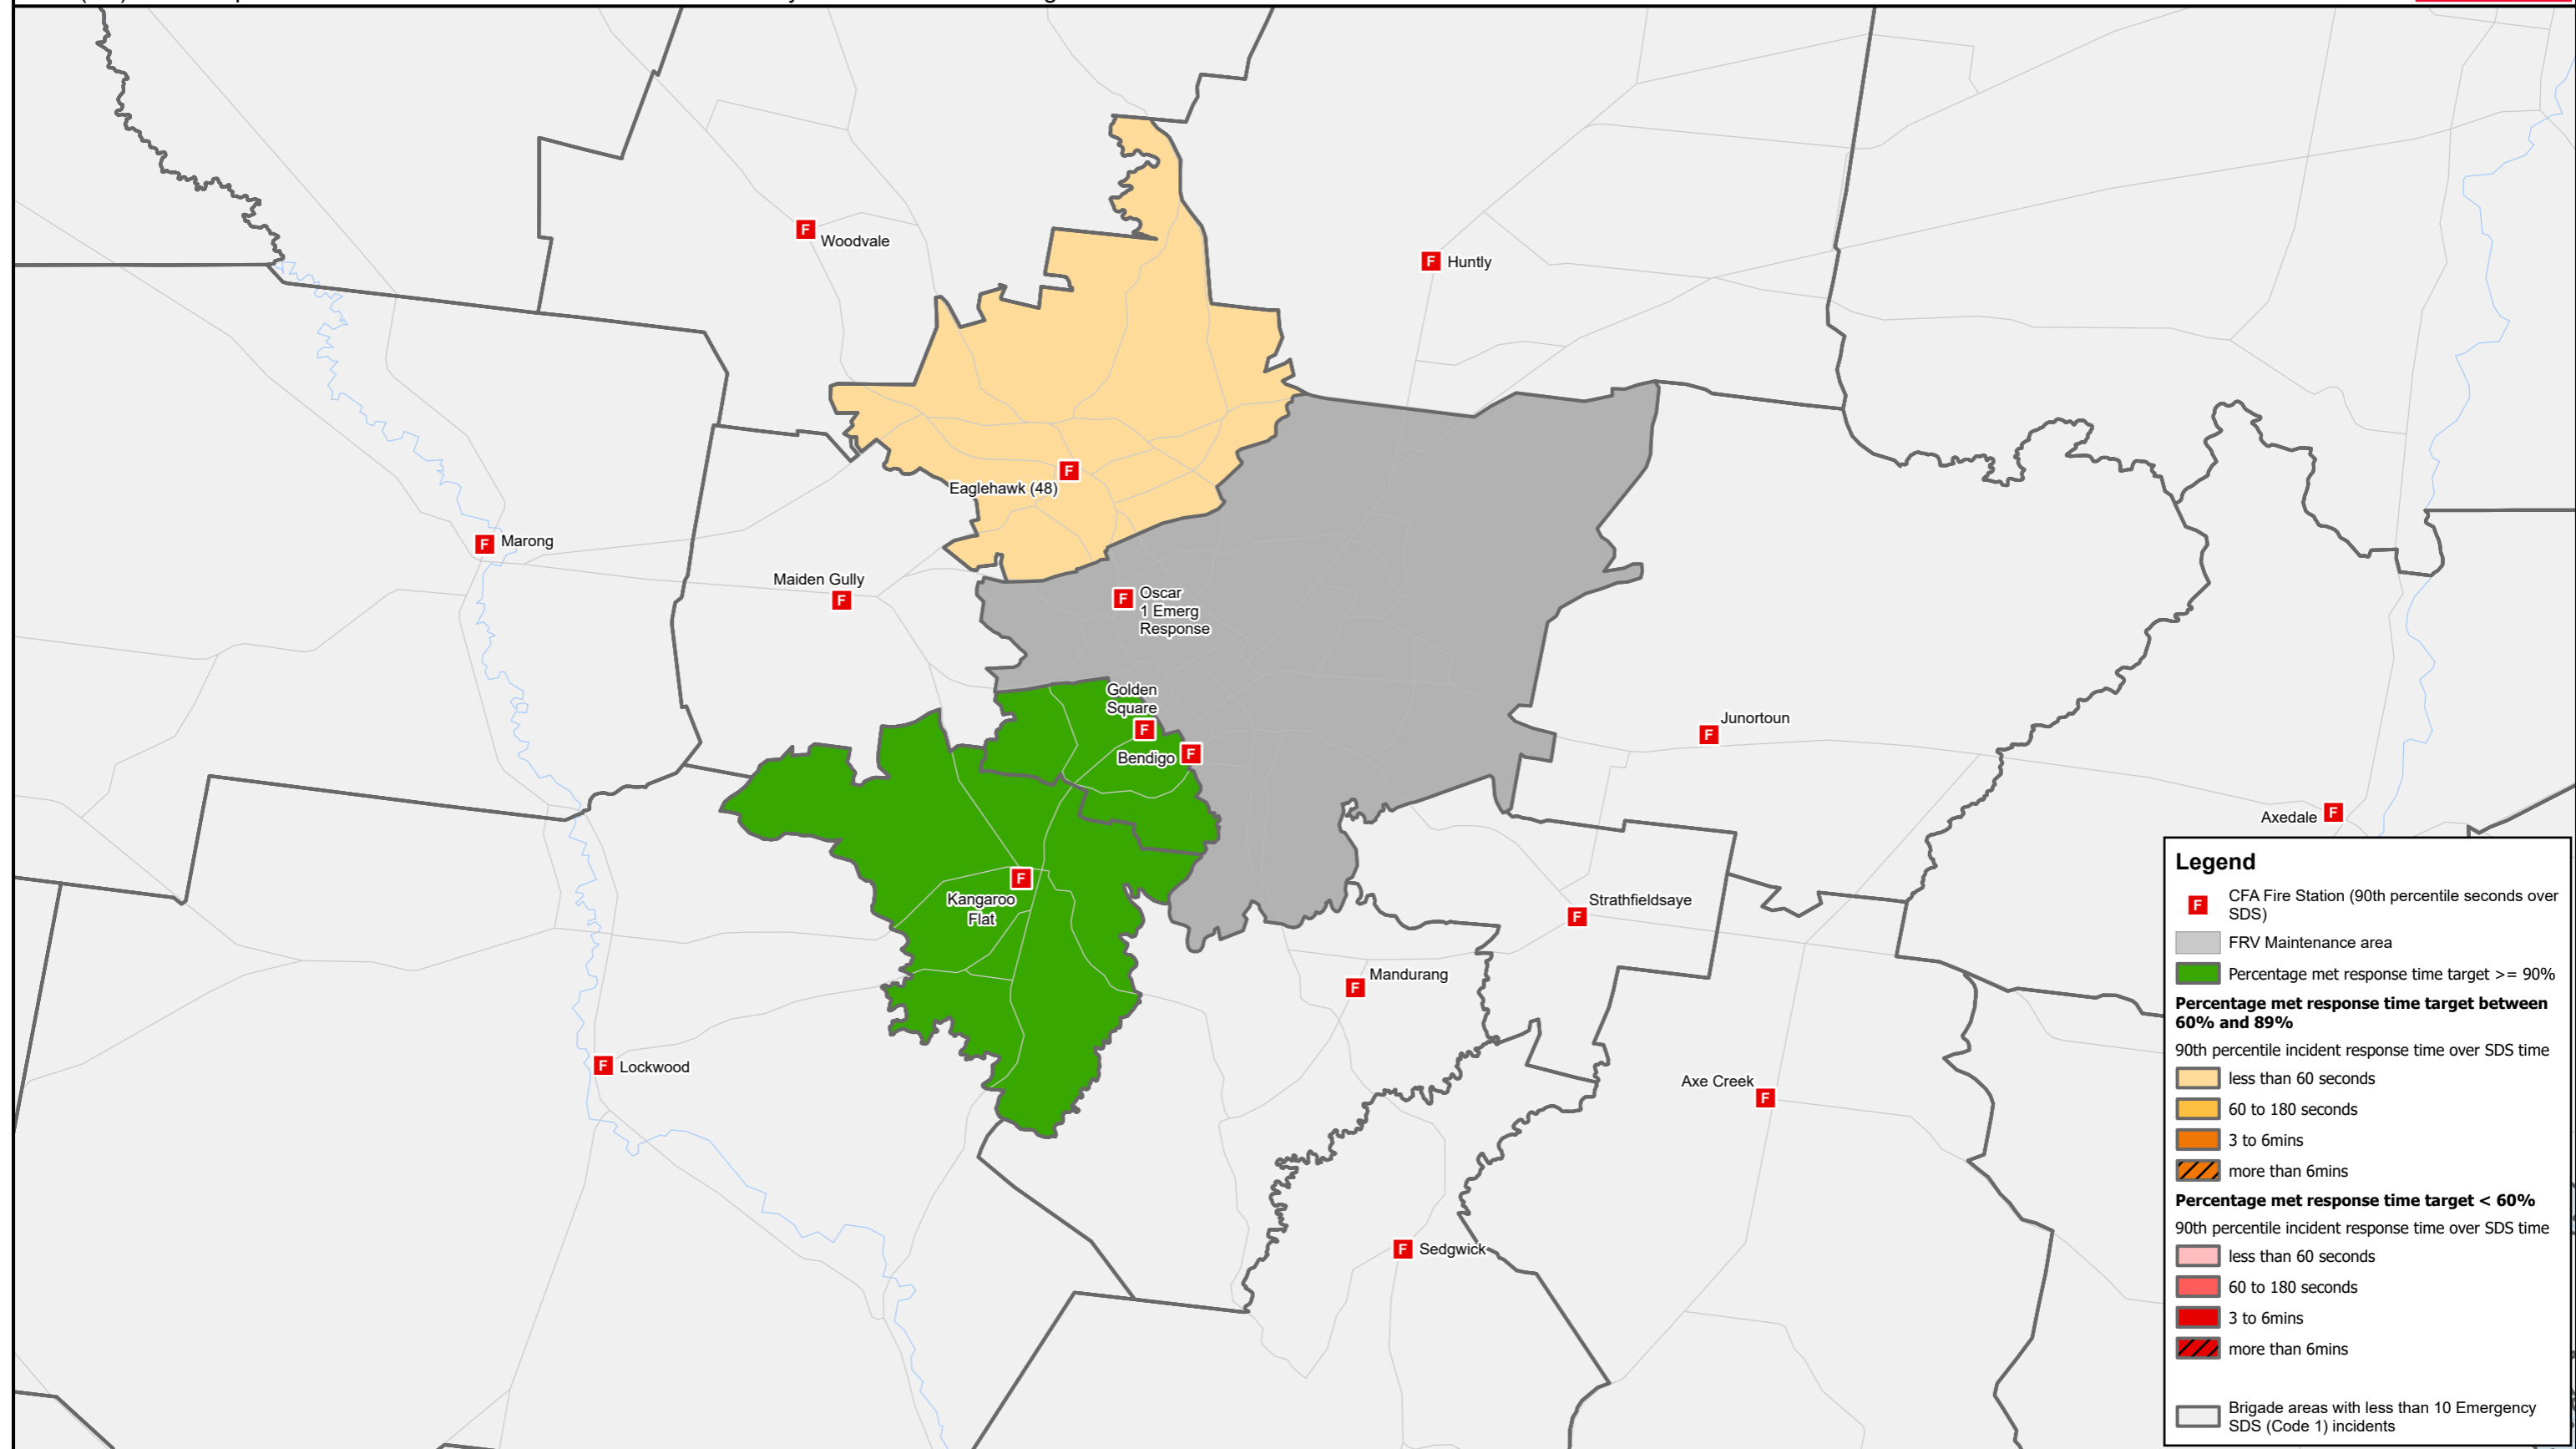 F Woodvale
F Huntly
F
Eaglehawk (48)
F Marong
Maiden Gully
F
F Oscar
1 Emerg
Response
Golden
Square
F
Bendigo F
Junortoun
F
Axedale F
F
Kangaroo
Flat
Strathfieldsaye
F
Mandurang
F
F Lockwood
Axe Creek F
F Sedgwick
Legend
F CFA Fire Station (90th percentile seconds over
SDS)
FRV Maintenance area
Percentage met response time target >= 90%
Percentage met response time target between
60% and 89%
90th percentile incident response time over SDS time
less than 60 seconds
60 to 180 seconds
3 to 6mins
more than 6mins
Percentage met response time target < 60%
90th percentile incident response time over SDS time
less than 60 seconds
60 to 180 seconds
3 to 6mins
more than 6mins
Brigade areas with less than 10 Emergency
SDS (Code 1) incidents